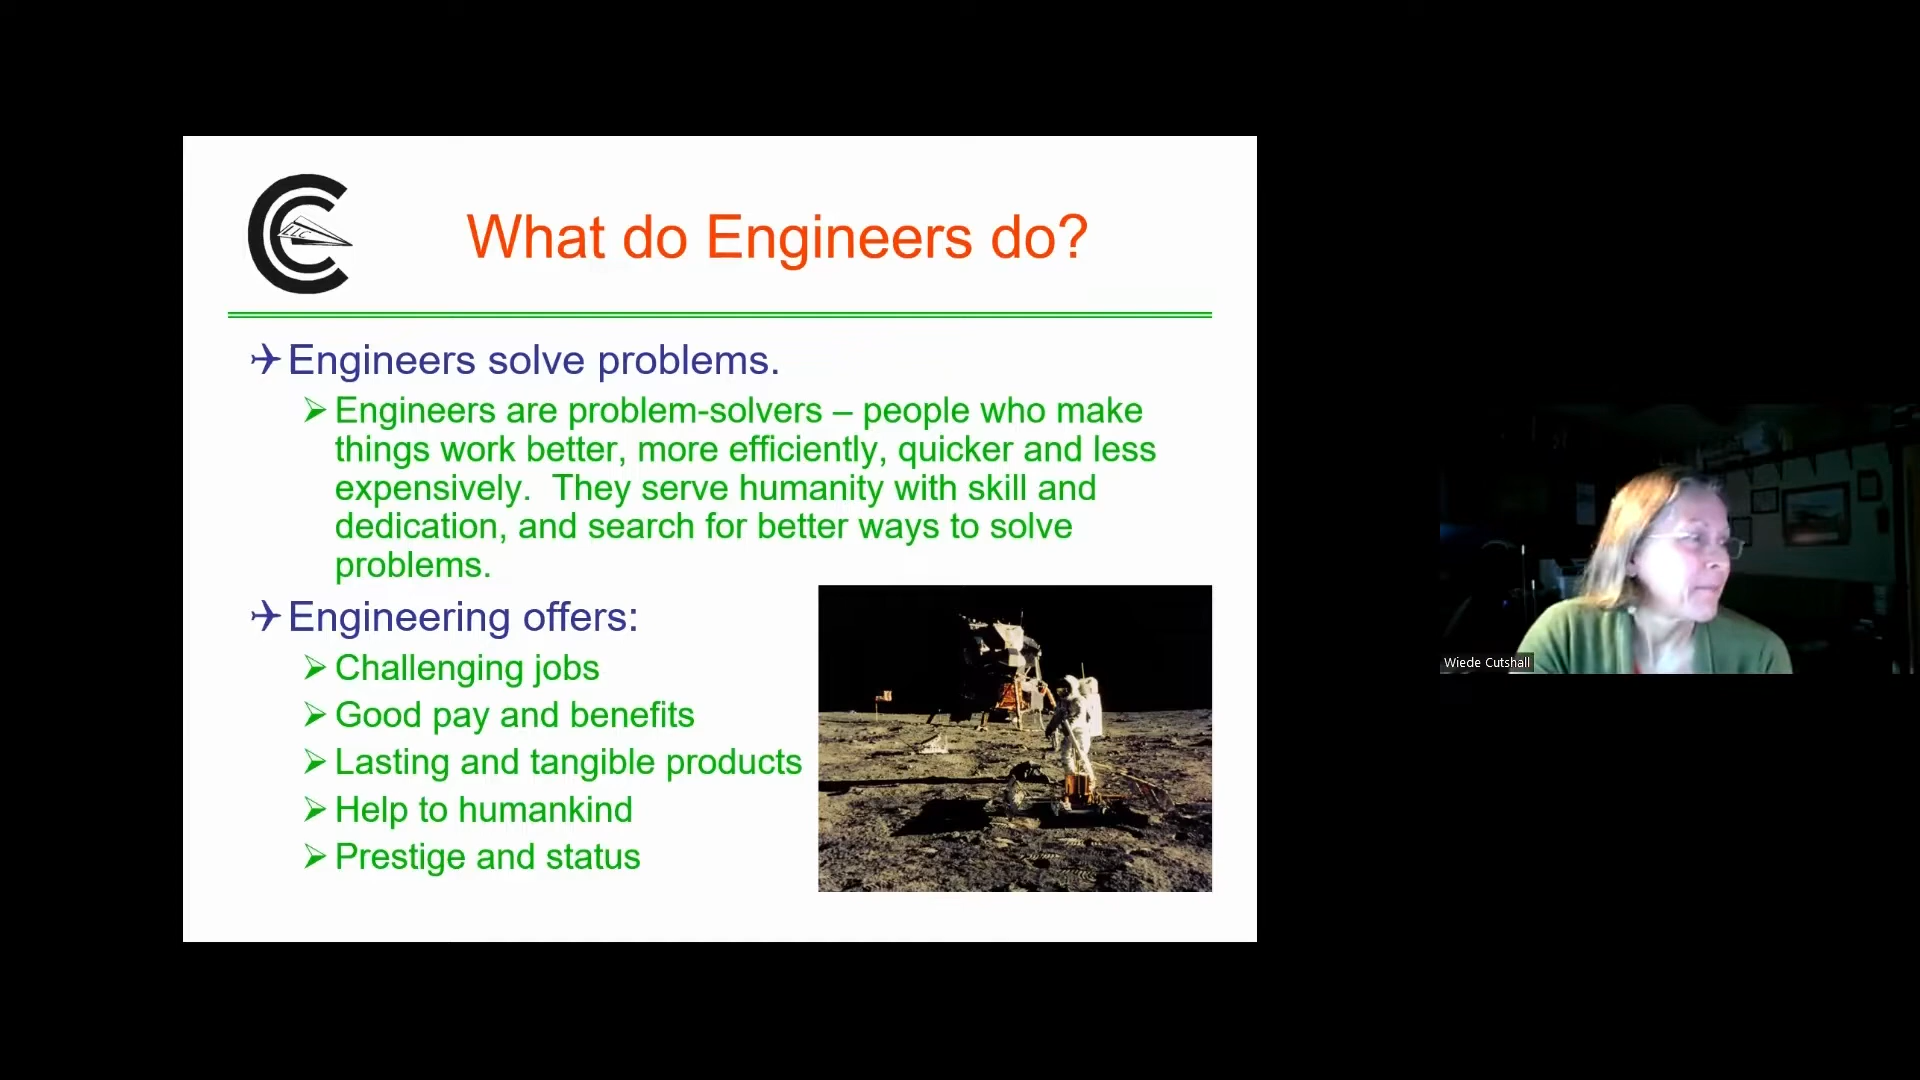 LLC
What do Engineers do?
Engineers solve problems.
Engineers are problem-solvers – people who make
things work better, more efficiently, quicker and less
expensively.  They serve humanity with skill and
dedication, and search for better ways to solve
problems.
Engineering offers:
Challenging jobs
Good pay and benefits
Lasting and tangible products
Help to humankind
Prestige and status
Wiede Cutshall